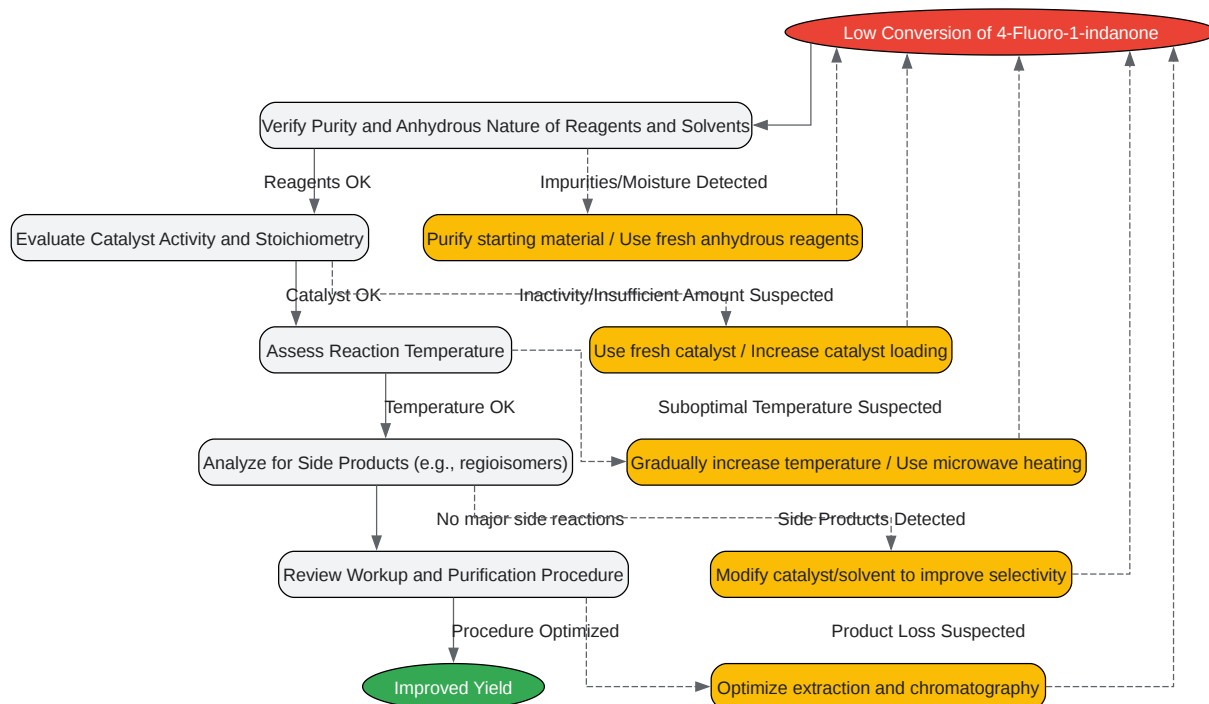 Low Conversion of 4-Fluoro-1-indanone
Verify Purity and Anhydrous Nature of Reagents and Solvents
Reagents OK
Impurities/Moisture Detected
Evaluate Catalyst Activity and Stoichiometry
Purify starting material / Use fresh anhydrous reagents
Catalyst OK
Inactivity/Insufficient Amount Suspected
Assess Reaction Temperature
Use fresh catalyst / Increase catalyst loading
Temperature OK
Suboptimal Temperature Suspected
Analyze for Side Products (e.g., regioisomers)
Gradually increase temperature / Use microwave heating
No major side reactions
Side Products Detected
Review Workup and Purification Procedure
Modify catalyst/solvent to improve selectivity
Procedure Optimized
Product Loss Suspected
Improved Yield
Optimize extraction and chromatography